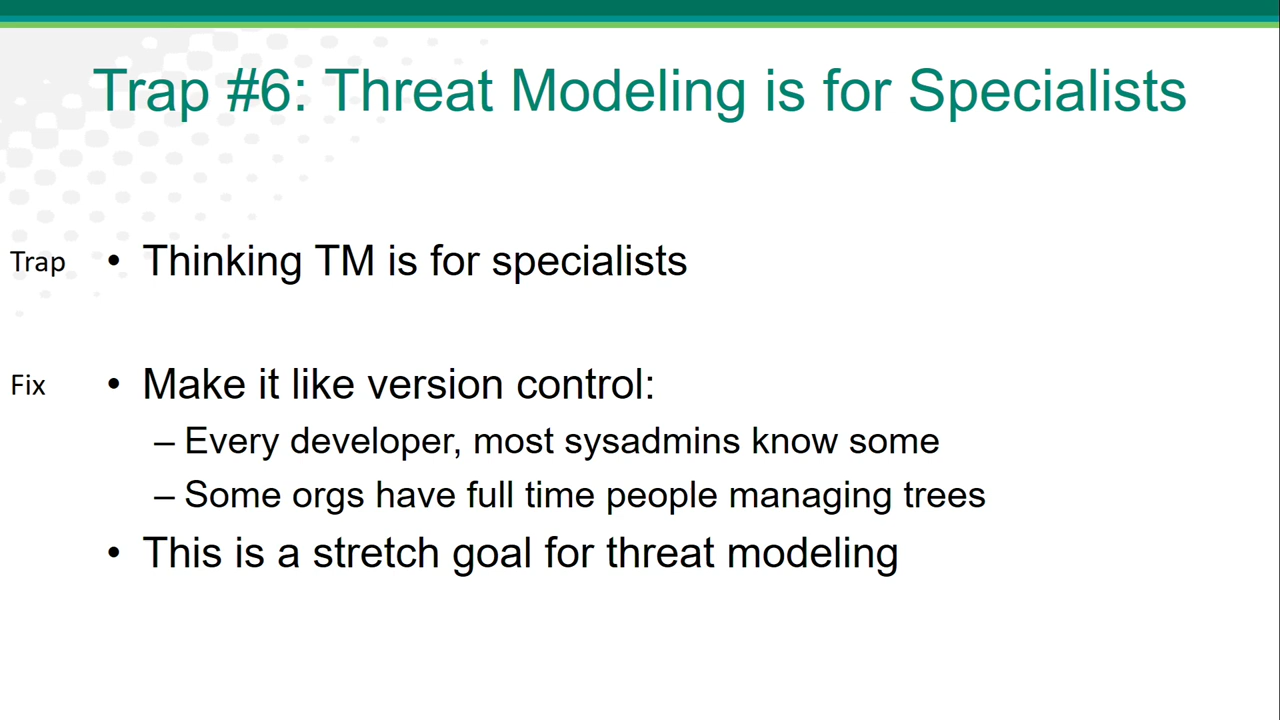 Trap #6: Threat Modeling is for Specialists
Trap • Thinking TM is for specialists
Fix • Make it like version control:
– Every developer, most sysadmins know some
– Some orgs have full time people managing trees
• This is a stretch goal for threat modeling